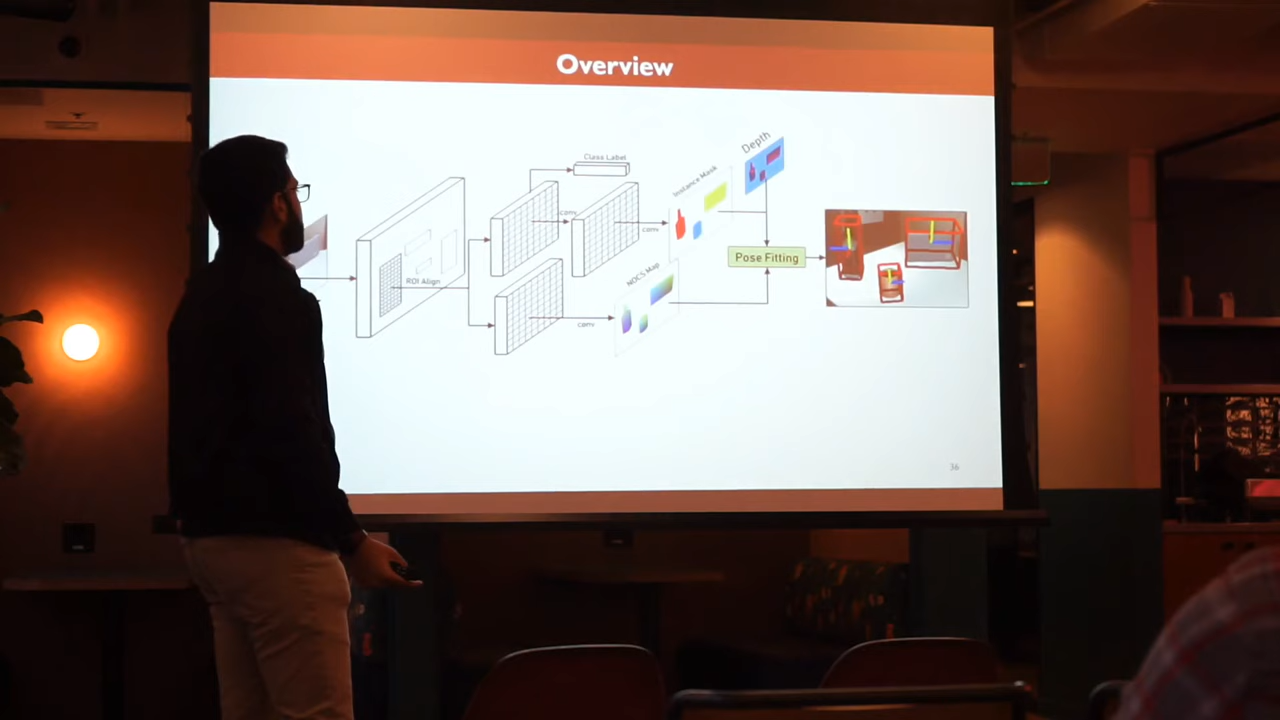 Overview
Class Label
Depth
Instance Mask
conv
conv
ROI Align
Pose Fitting
NOCS Map
conv
36